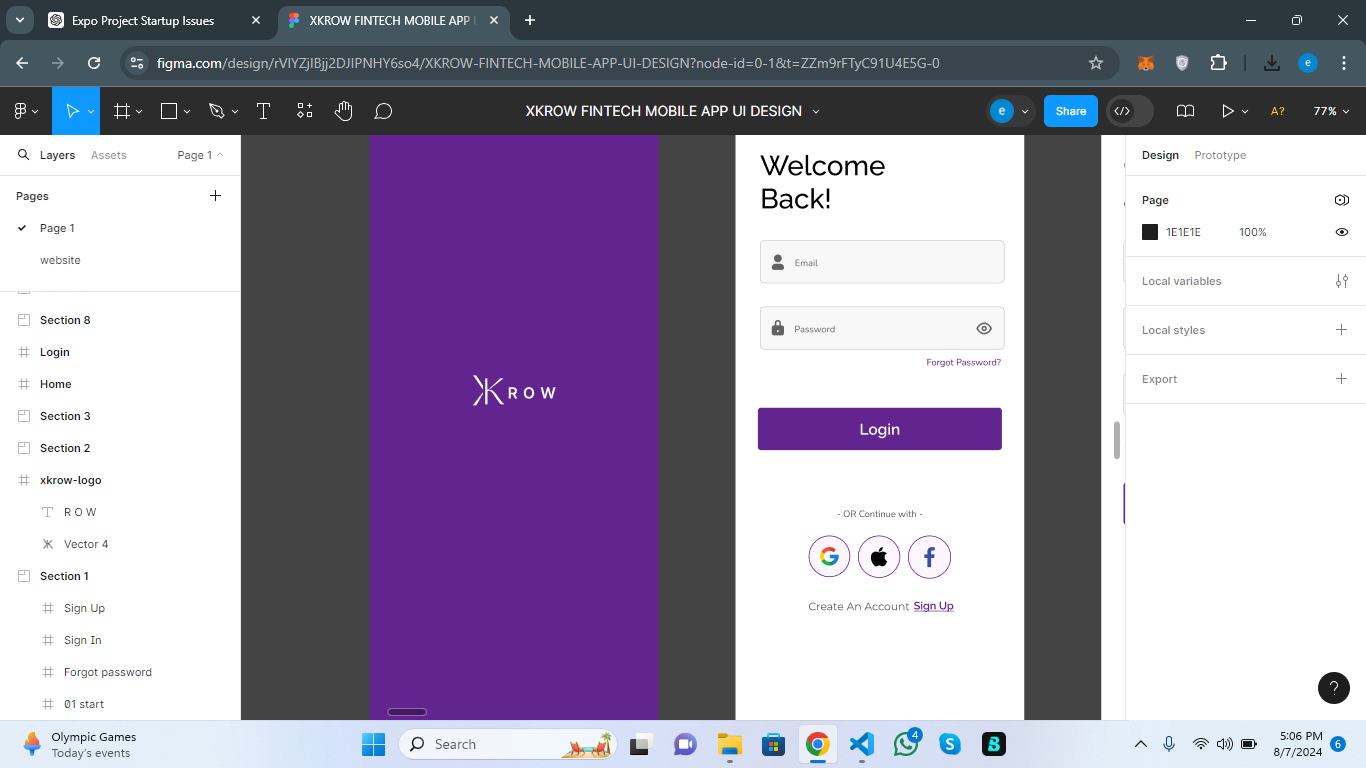 Expo Project Startup Issues
XKROW FINTECH MOBILE APP U
figma.com/design/rVlYZjIBjj2DJIPNHY6so4/XKROW-FINTECH-MOBILE-APP-UI-DESIGN?node-id=0-1&t=ZZm9rFTyC91U4E5G-0
e
XKROW FINTECH MOBILE APP UI DESIGN
e
Share
A?
77%
Layers
Assets
Page 1
Pages
Page 1
website
Section 8
Login
Home
Section 3
Section 2
xkrow-logo
R O W
Vector 4
Section 1
Sign Up
Sign In
Forgot password
01 start
ROW
Welcome
Back!
Email
Password
Forgot Password?
Login
- OR Continue with -
Create An Account Sign Up
Design
Prototype
Page
1E1E1E
100%
Local variables
Local styles
Export
?
Olympic Games
Today's events
Search
4
5:06 PM
8/7/2024
6